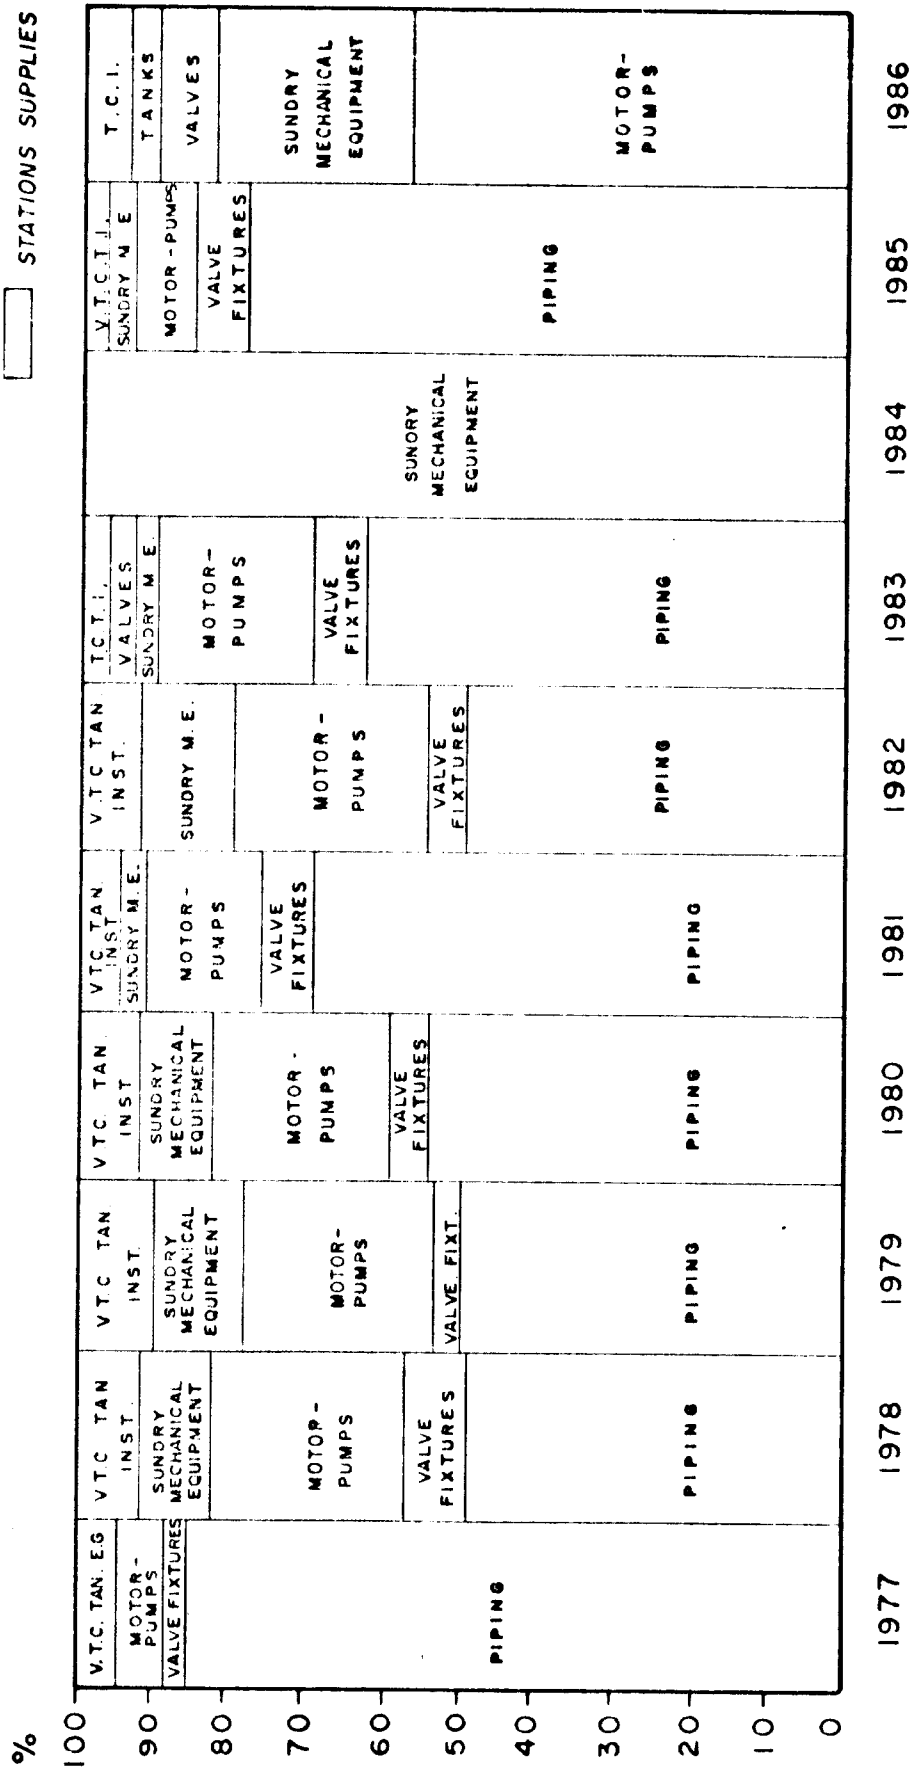 %
STATIONS SUPPLIES
100
90
80
70
60
50
40
30
20
10
0
V.T.C. TAN. E.G
MOTOR-
PUMPS
VALVE FIXTURES
PIPING
1977
V.T.C TAN
INST.
SUNDRY
MECHANICAL
EQUIPMENT
MOTOR-
PUMPS
VALVE
FIXTURES
PIPING
1978
V.T.C TAN
INST.
SUNDRY
MECHANICAL
EQUIPMENT
MOTOR-
PUMPS
VALVE FIXT.
PIPING
1979
V.TC. TAN.
INST
SUNDRY
MECHANICAL
EQUIPMENT
MOTOR-
PUMPS
VALVE
FIXTURES
PIPING
1980
V.TC TAN.
INST
SUNDRY M.E.
MOTOR-
PUMPS
VALVE
FIXTURES
PIPING
1981
V.T.C TAN
INST.
SUNDRY M.E.
MOTOR-
PUMPS
VALVE
FIXTURES
PIPING
1982
T.C.T.I.
VALVES
SUNDRY M E.
MOTOR-
PUMPS
VALVE
FIXTURES
PIPING
1983
SUNDRY
MECHANICAL
EQUIPMENT
1984
V.T.C.T.I.
SUNDRY M E
MOTOR-PUMPS
VALVE
FIXTURES
PIPING
1985
T.C.I.
TANKS
VALVES
SUNDRY
MECHANICAL
EQUIPMENT
MOTOR-
PUMPS
1986